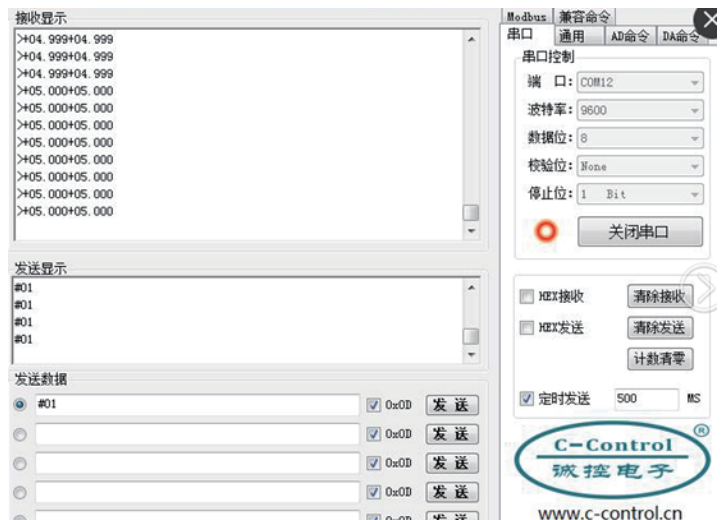 接收显示
>+04.999+04.999
>+04.999+04.999
>+04.999+04.999
>+05.000+05.000
>+05.000+05.000
>+05.000+05.000
>+05.000+05.000
>+05.000+05.000
>+05.000+05.000
>+05.000+05.000
>+05.000+05.000
发送显示
#01
#01
#01
#01
发送数据
#01
0x0D
发 送
0x0D
发 送
0x0D
发 送
0x0D
发 送
0x0D
发 送
Modbus 兼容命令
串口 通用 AD命令 DA命令
串口控制
端 口: COM12
波特率: 9600
数据位: 8
校验位: None
停止位: 1 Bit
关闭串口
HEX接收 清除接收
HEX发送 清除发送
计数清零
定时发送 500 MS
C-Control ®
诚控电子
www.c-control.cn